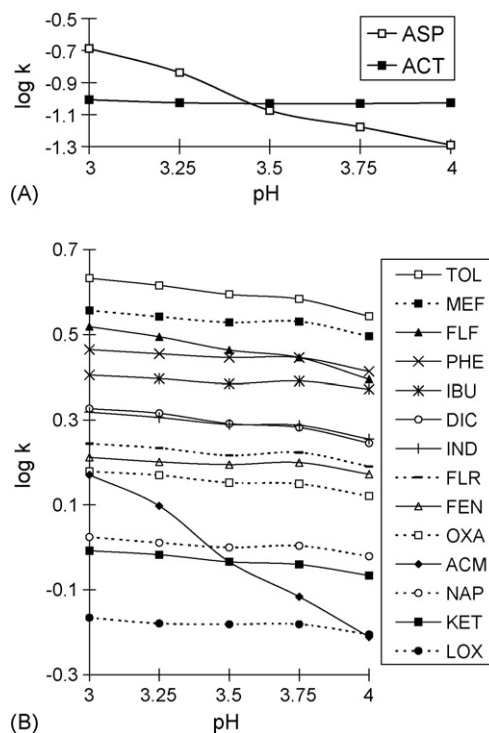 -0.5
-0.7
-0.9
-1.1
-1.3
log k
ASP
ACT
3 3.25 3.5 3.75 4
(A) pH
0.7
0.5
0.3
0.1
-0.1
-0.3
log k
TOL
MEF
FLF
PHE
IBU
DIC
IND
FLR
FEN
OXA
ACM
NAP
KET
LOX
3 3.25 3.5 3.75 4
(B) pH